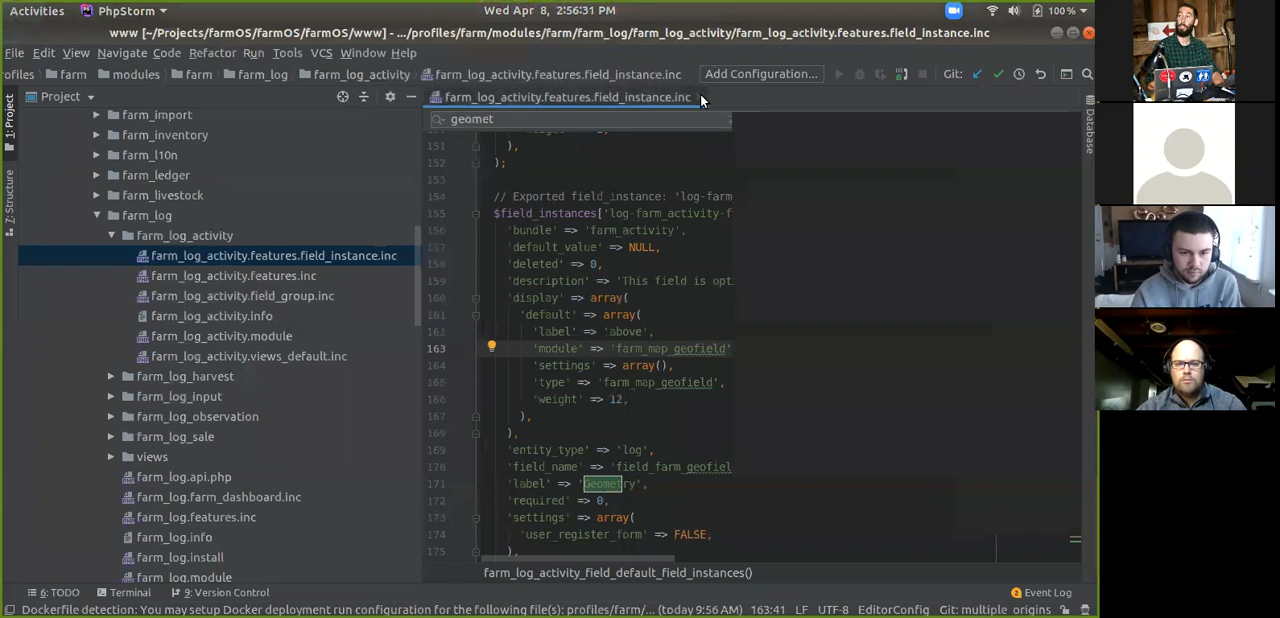 Activities PhpStorm Wed Apr 8, 2:56:31 PM 100%
www [~/Projects/farmOS/farmOS/www] - .../profiles/farm/modules/farm/farm_log/farm_log_activity/farm_log_activity.features.field_instance.inc
File Edit View Navigate Code Refactor Run Tools VCS Window Help
rofiles farm modules farm farm_log farm_log_activity farm_log_activity.features.field_instance.inc Add Configuration... Git:
Project farm_log_activity.features.field_instance.inc
geomet
1: Project
7: Structure
Database
farm_import
farm_inventory
farm_l10n
farm_ledger
farm_livestock
farm_log
farm_log_activity
farm_log_activity.features.field_instance.inc
farm_log_activity.features.inc
farm_log_activity.field_group.inc
farm_log_activity.info
farm_log_activity.module
farm_log_activity.views_default.inc
farm_log_harvest
farm_log_input
farm_log_observation
farm_log_sale
views
farm_log.api.php
farm_log.farm_dashboard.inc
farm_log.features.inc
farm_log.info
farm_log.install
farm_log.module
151 ),
152 );
153
154 // Exported field_instance: 'log-farm_
155 $field_instances['log-farm_activity-f
156 'bundle' => 'farm_activity',
157 'default_value' => NULL,
158 'deleted' => 0,
159 'description' => 'This field is opti
160 'display' => array(
161 'default' => array(
162 'label' => 'above',
163 'module' => 'farm_map_geofield'
164 'settings' => array(),
165 'type' => 'farm_map_geofield',
166 'weight' => 12,
167 ),
168 ),
169 'entity_type' => 'log',
170 'field_name' => 'field_farm_geofiel
171 'label' => 'Geometry',
172 'required' => 0,
173 'settings' => array(
174 'user_register_form' => FALSE,
175 ),
farm_log_activity_field_default_field_instances()
6: TODO Terminal 9: Version Control 2 Event Log
Dockerfile detection: You may setup Docker deployment run configuration for the following file(s): profiles/farm/... (today 9:56 AM) 163:41 LF UTF-8 EditorConfig Git: multiple origins